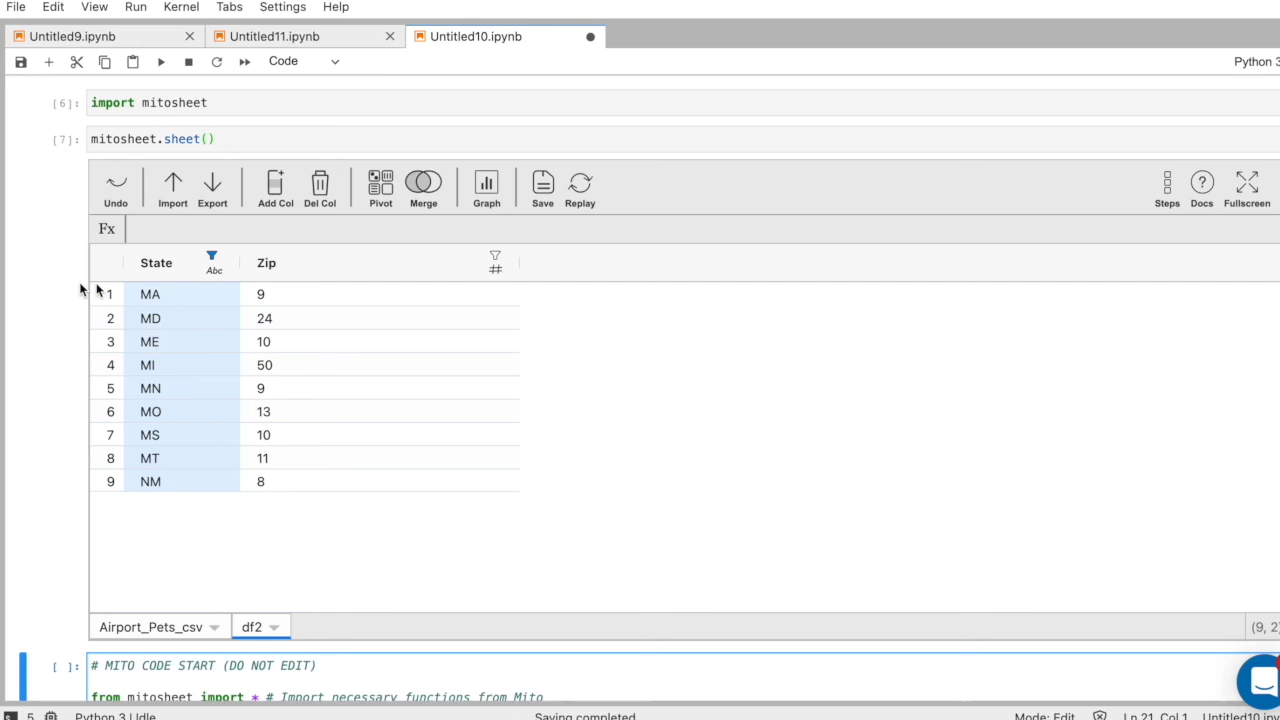 File Edit View Run Kernel Tabs Settings Help
Untitled9.ipynb Untitled11.ipynb Untitled10.ipynb
Code Python 3
[6]: import mitosheet
[7]: mitosheet.sheet()
Undo Import Export Add Col Del Col Pivot Merge Graph Save Replay Steps Docs Fullscreen
Fx
State Abc Zip #
1 MA 9
2 MD 24
3 ME 10
4 MI 50
5 MN 9
6 MO 13
7 MS 10
8 MT 11
9 NM 8
Airport_Pets_csv df2 (9, 2)
[ ]: # MITO CODE START (DO NOT EDIT)
from mitosheet import * # Import necessary functions from Mito
5 Python 3 | Idle Saving completed Mode: Edit Ln 21, Col 1 Untitled10.ipy